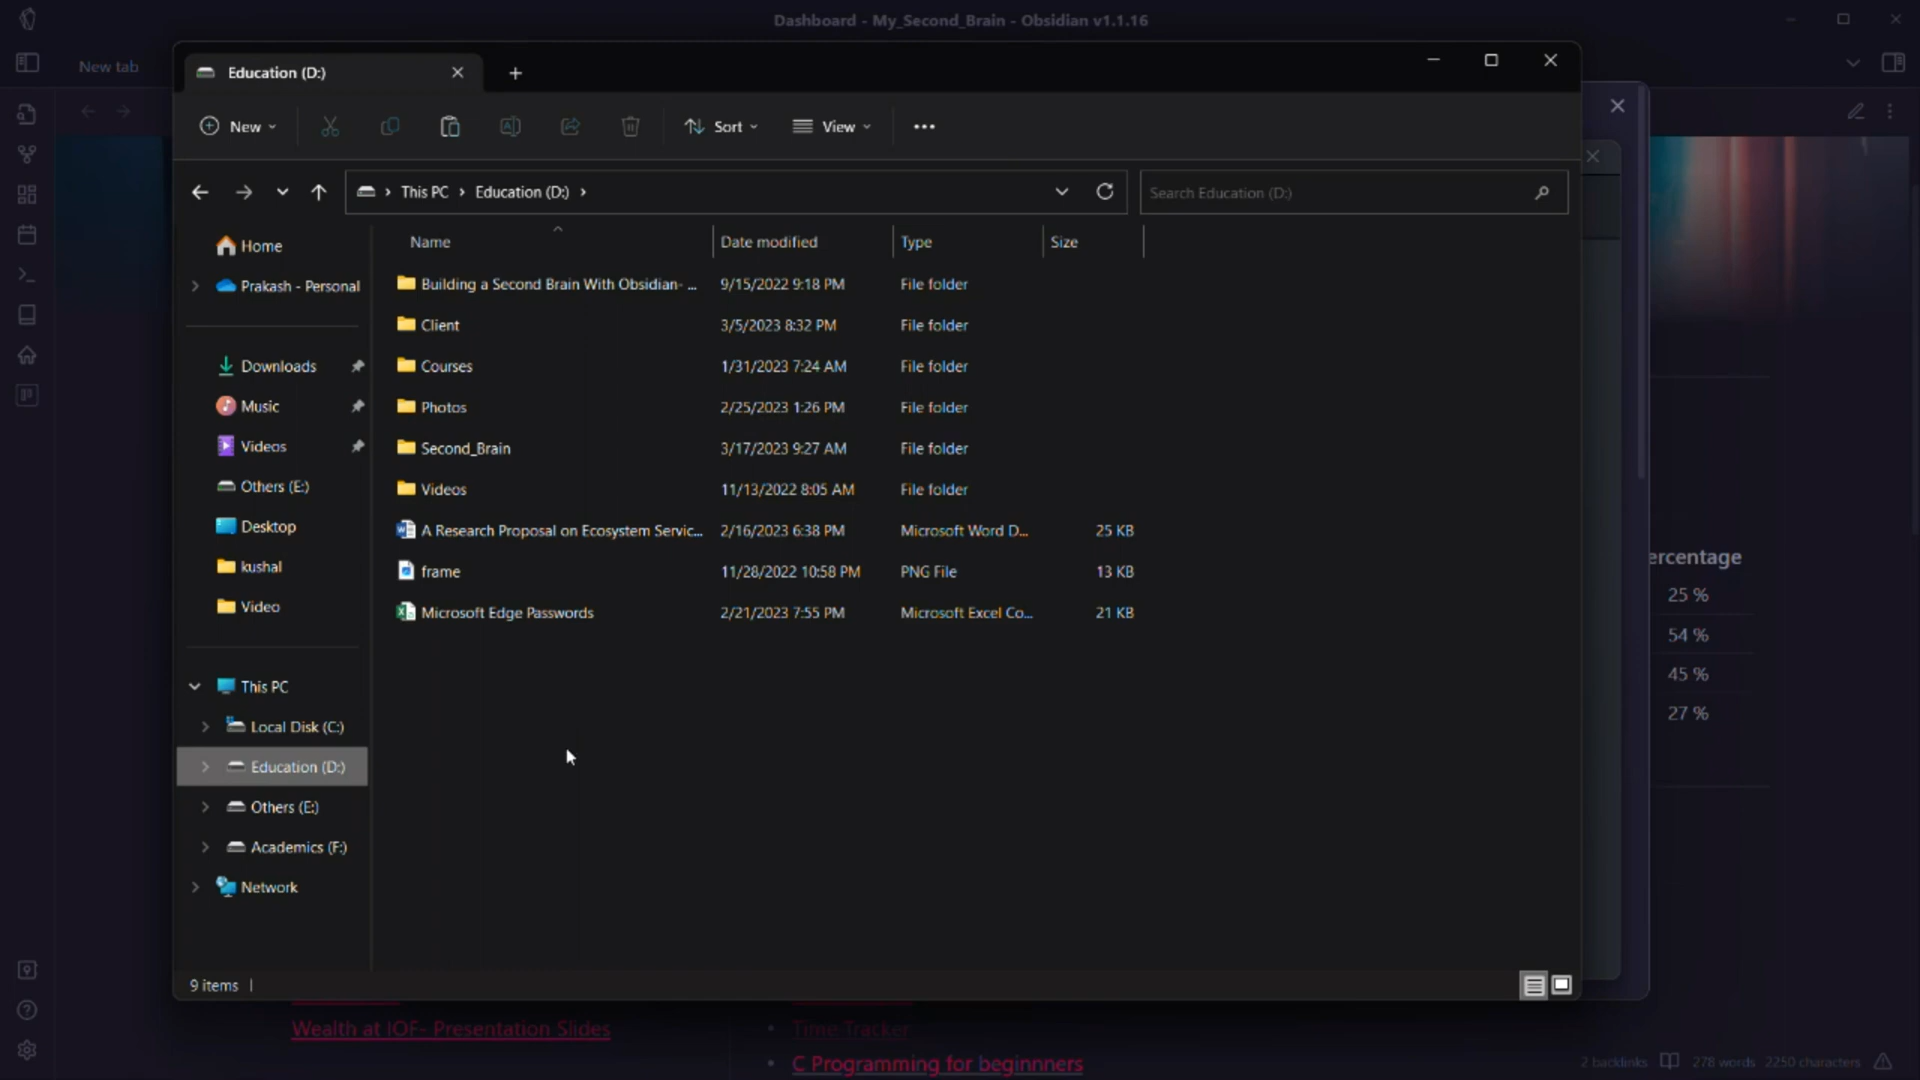 Dashboard - My_Second_Brain - Obsidian v1.1.16
New tab
Education (D:)
New
Sort
View
This PC
Education (D:)
Search Education (D:)
Name
Date modified
Type
Size
Home
Prakash - Personal
Downloads
Music
Videos
Others (E:)
Desktop
kushal
Video
This PC
Local Disk (C:)
Education (D:)
Others (E:)
Academics (F:)
Network
Building a Second Brain With Obsidian- ... 9/15/2022 9:18 PM File folder
Client 3/5/2023 8:32 PM File folder
Courses 1/31/2023 7:24 AM File folder
Photos 2/25/2023 1:26 PM File folder
Second_Brain 3/17/2023 9:27 AM File folder
Videos 11/13/2022 8:05 AM File folder
A Research Proposal on Ecosystem Servic... 2/16/2023 6:38 PM Microsoft Word D... 25 KB
frame 11/28/2022 10:58 PM PNG File 13 KB
Microsoft Edge Passwords 2/21/2023 7:55 PM Microsoft Excel Co... 21 KB
ercentage
25 %
54 %
45 %
27 %
9 items
Wealth at IOF- Presentation Slides
Time Tracker
C Programming for beginnners
2 backlinks 278 words 2250 characters